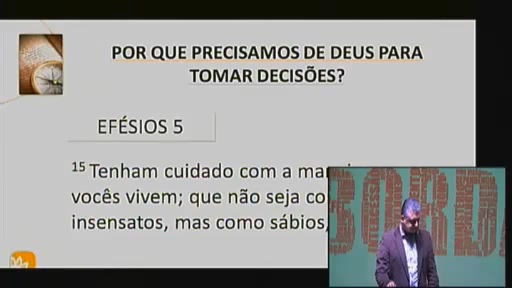 POR QUE PRECISAMOS DE DEUS PARA
TOMAR DECISÕES?
EFÉSIOS 5
15 Tenham cuidado com a
vocês vivem; que não seja
insensatos, mas como sábios,
BORD